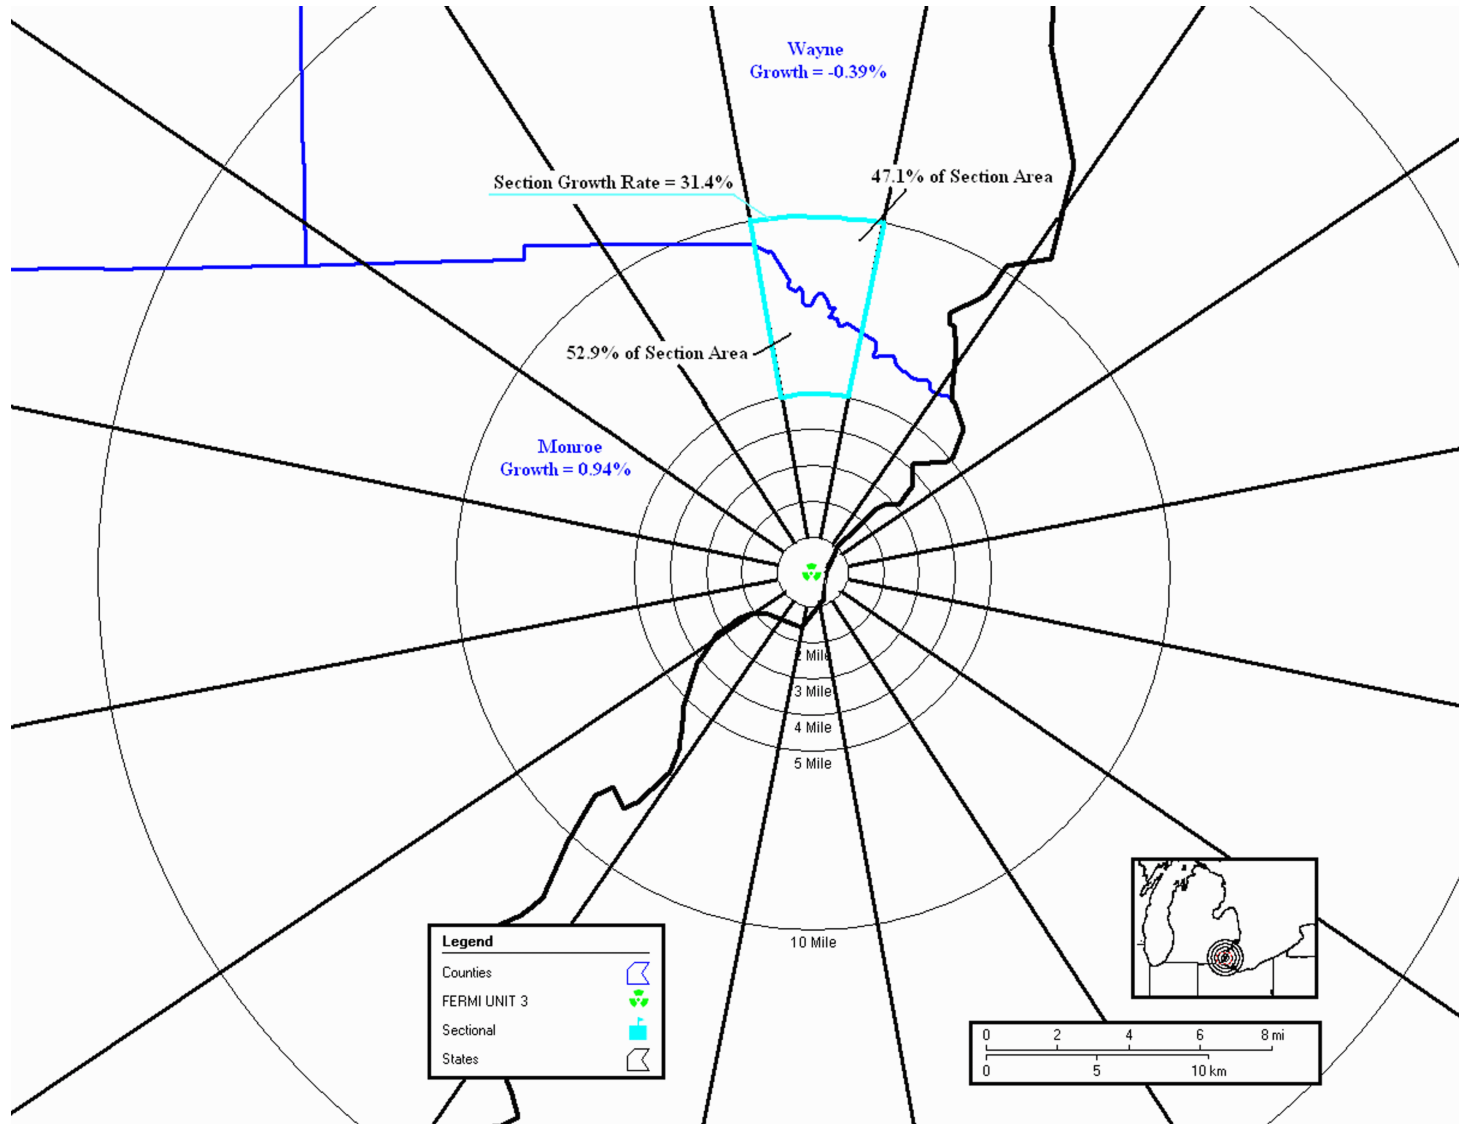 Wayne
Growth = -0.39%
47.1% of Section Area
Section Growth Rate = 31.4%
52.9% of Section Area
Monroe
Growth = 0.94%
2 Mile
3 Mile
4 Mile
5 Mile
10 Mile
Legend
Counties
FERMI UNIT 3
Sectional
States
0 2 4 6 8 mi
0 5 10 km